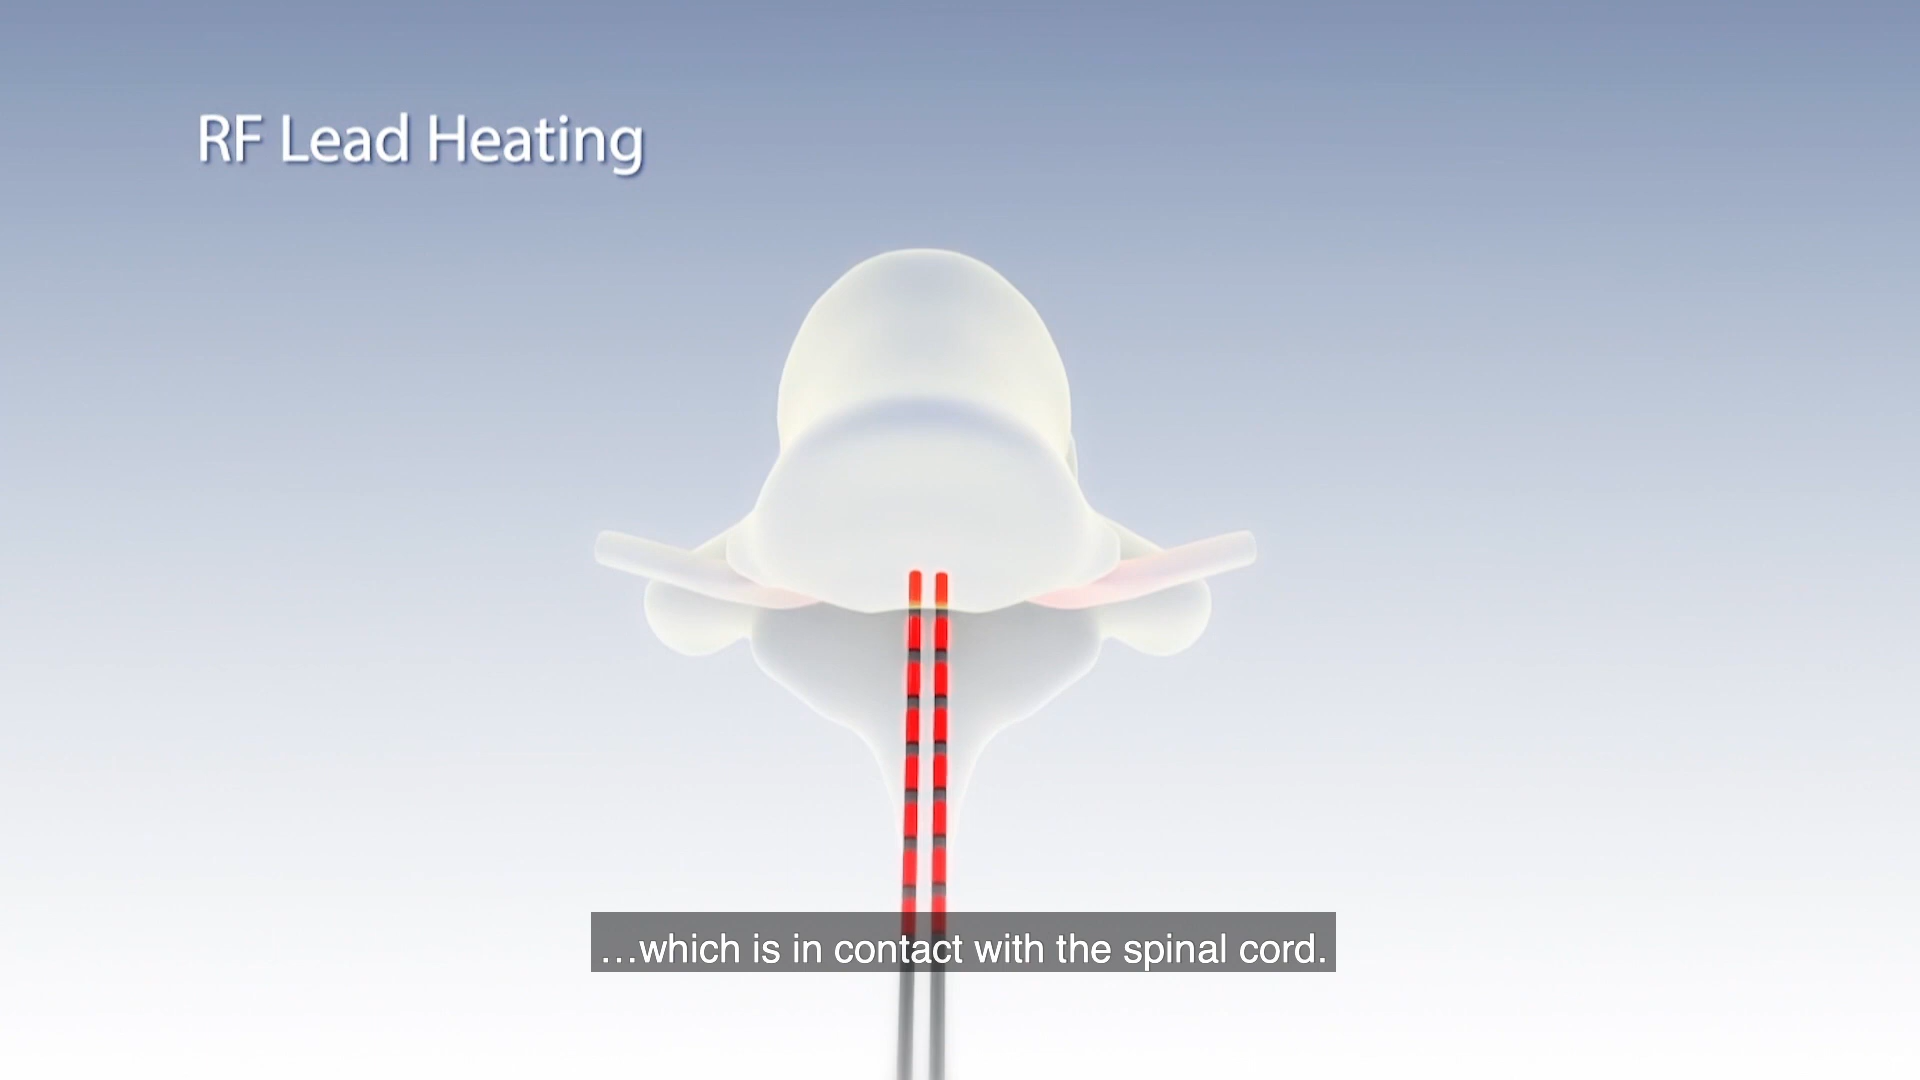 RF Lead Heating
…which is in contact with the spinal cord.